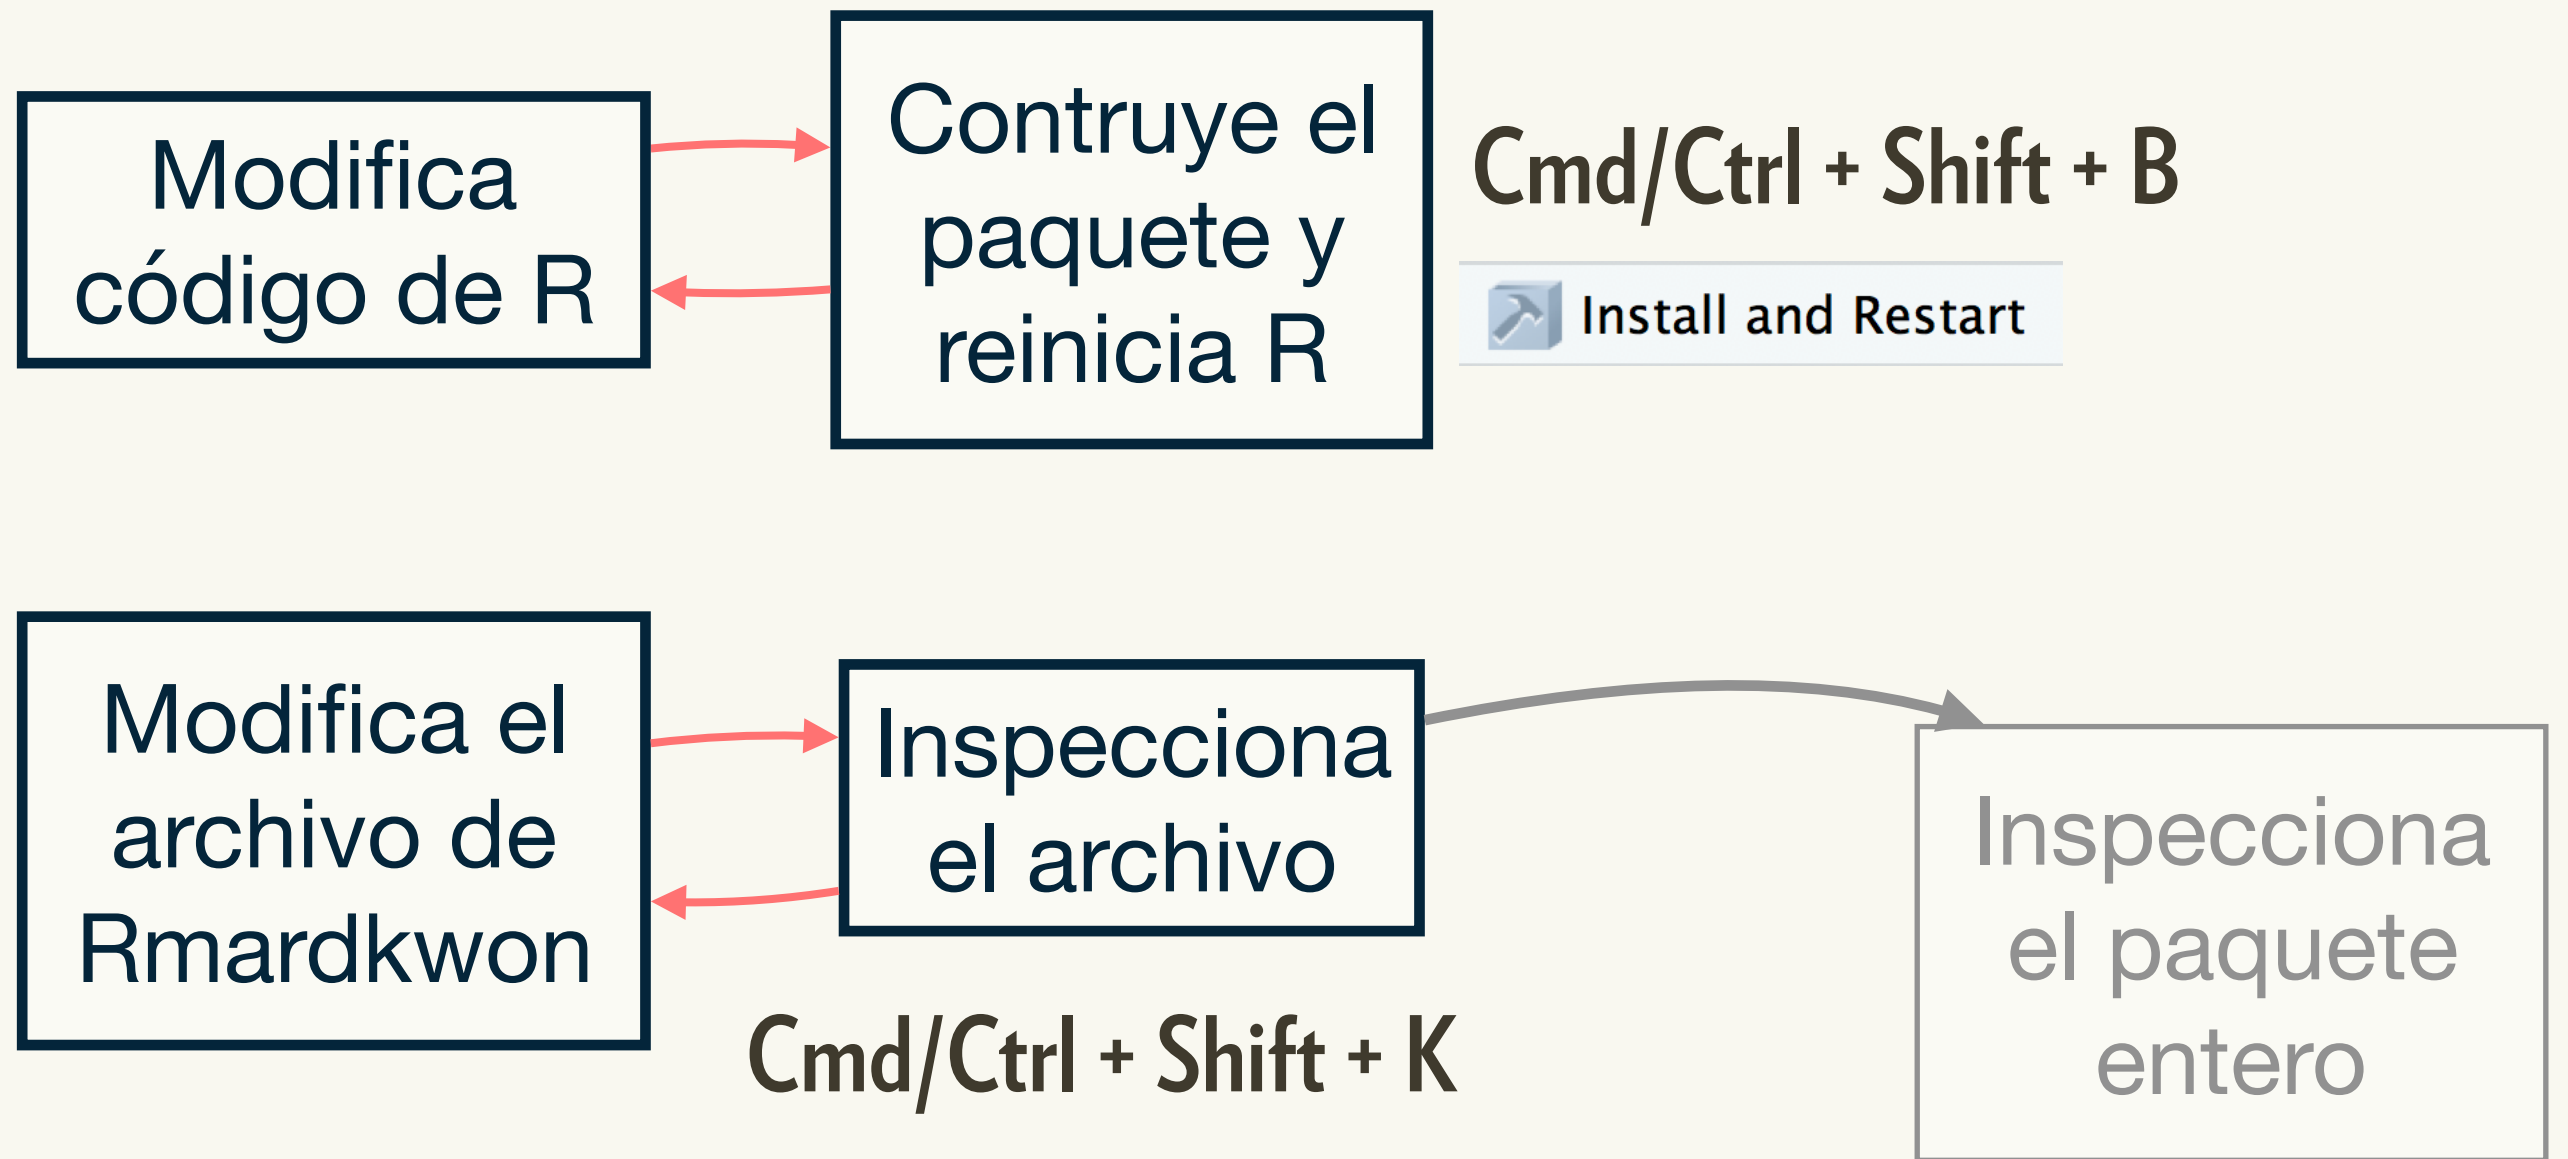 Modifica
código de R
Contruye el
paquete y
reinicia R
Cmd/Ctrl + Shift + B
Install and Restart
Modifica el
archivo de
Rmardkwon
Inspecciona
el archivo
Cmd/Ctrl + Shift + K
Inspecciona
el paquete
entero